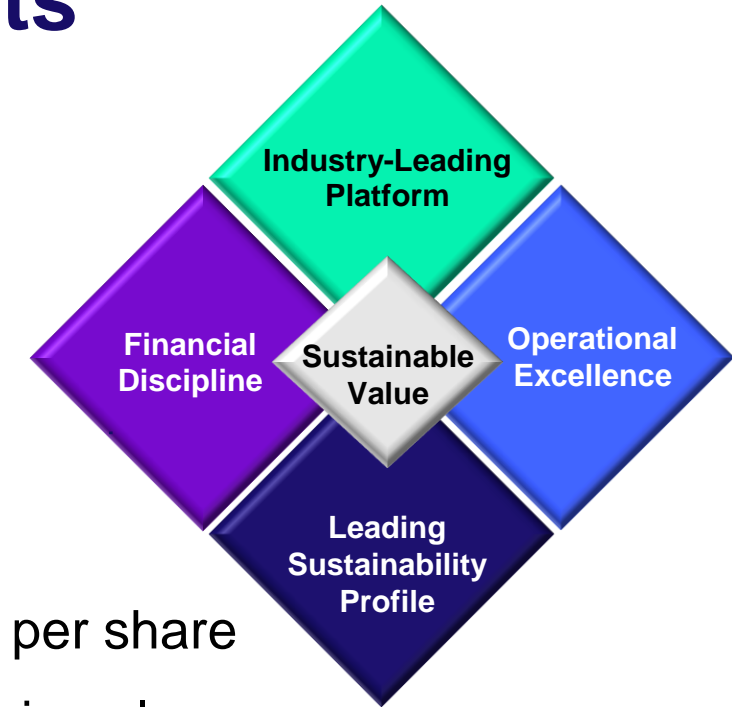 ts
Industry-Leading
Platform
Financial
Discipline
Sustainable
Value
Operational
Excellence
Leading
Sustainability
Profile
per share